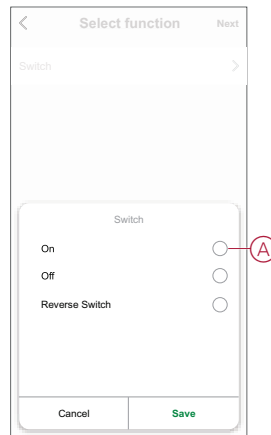 Select function Next
Switch
Switch
On
A
Off
Reverse Switch
Cancel Save